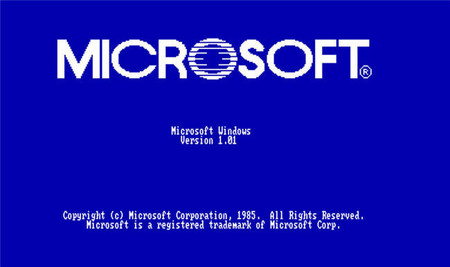 MICROSOFT®
Microsoft Windows
Version 1.01
Copyright (c) Microsoft Corporation, 1985.  All Rights Reserved.
Microsoft is a registered trademark of Microsoft Corp.